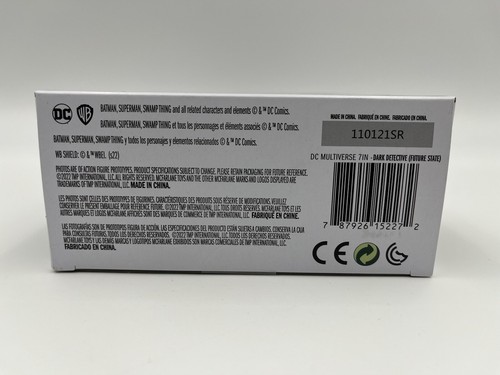 DC WB BATMAN, SUPERMAN, SWAMP THING and all related characters and elements © & ™ DC Comics.
BATMAN, SUPERMAN, SWAMP THING et tous les personnages et éléments associés © & ™ DC Comics.
BATMAN, SUPERMAN, SWAMP THING y todos los personajes y elementos relacionados © & ™ DC Comics.
WB SHIELD: © & ™ WBEI. (s22)
PHOTOS ARE OF ACTION FIGURE PROTOTYPES. PRODUCT SPECIFICATIONS SUBJECT TO CHANGE. PLEASE RETAIN PACKAGING FOR FUTURE REFERENCE.
©2022 TMP INTERNATIONAL, LLC ALL RIGHTS RESERVED. MCFARLANE TOYS AND THE OTHER MCFARLANE MARKS AND LOGOS DISPLAYED ARE
TRADEMARKS OF TMP INTERNATIONAL, LLC. MADE IN CHINA.
LES PHOTOS SONT CELLES DES PROTOTYPES DE FIGURINES. CARACTÉRISTIQUES DES PRODUITS SOUS RÉSERVE DE MODIFICATIONS. VEUILLEZ
CONSERVER LE PRÉSENT EMBALLAGE POUR RÉFÉRENCE FUTURE. ©2022 TMP INTERNATIONAL, LLC. TOUS DROITS RÉSERVÉS. MCFARLANE TOYS ET LES
AUTRES MARQUES ET LOGOS MCFARLANE AFFICHÉS SONT DES MARQUES DE COMMERCE DE TMP INTERNATIONAL, LLC. FABRIQUÉ EN CHINE.
LAS FOTOGRAFÍAS SON DE PROTOTIPOS DE FIGURA DE ACCIÓN. LAS ESPECIFICACIONES DEL PRODUCTO ESTÁN SUJETAS A CAMBIOS. CONSERVA LA CAJA
PARA CONSULTAS FUTURAS. ©2022 TMP INTERNATIONAL, LLC. TODOS LOS DERECHOS RESERVADOS.
MCFARLANE TOYS Y DEMÁS MARCAS Y LOGOTIPOS MCFARLANE EXHIBIDOS SON MARCAS COMERCIALES DE TMP INTERNATIONAL, LLC.
FABRICADO EN CHINA.
MADE IN CHINA. FABRIQUÉ EN CHINE. FABRICADO EN CHINA.
110121SR
DC MULTIVERSE 7IN - DARK DETECTIVE (FUTURE STATE)
7 87926 15227 2
CE